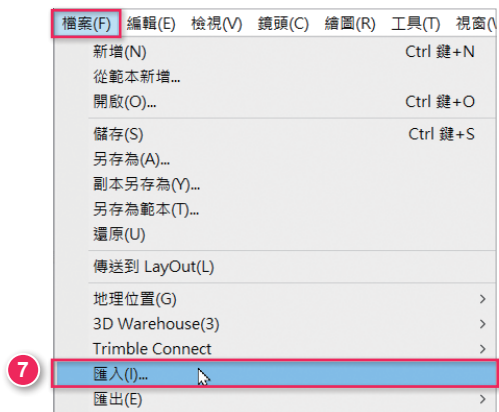 檔案(F) 編輯(E) 檢視(V) 鏡頭(C) 繪圖(R) 工具(T) 視窗(
新增(N) Ctrl 鍵+N
從範本新增...
開啟(O)... Ctrl 鍵+O
儲存(S) Ctrl 鍵+S
另存為(A)...
副本另存為(Y)...
另存為範本(T)...
還原(U)
傳送到 LayOut(L)
地理位置(G) >
3D Warehouse(3) >
Trimble Connect >
7 匯入(I)...
匯出(E) >